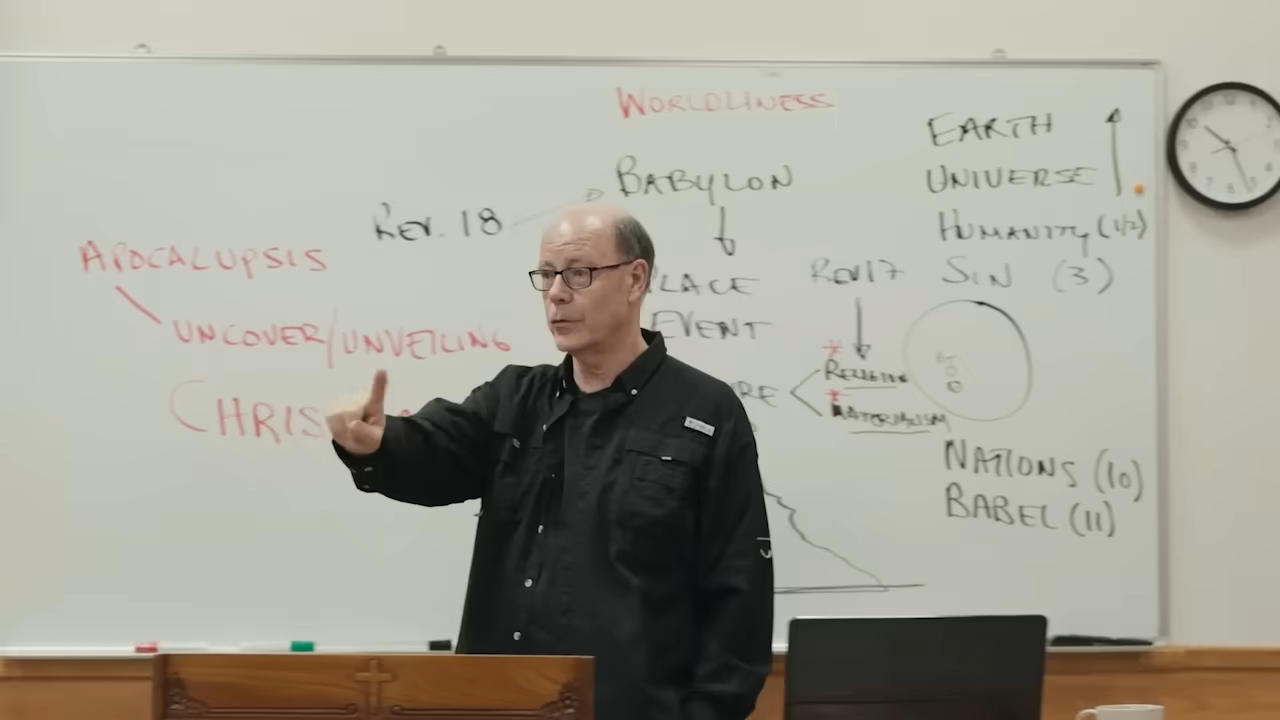 WORLDLINESS
BABYLON
Rev. 18
APOCALUPSIS
UNCOVER/UNVEILING
CHRIS
LACE
EVENT
RE
Rev 17
RELIGION
MATERIALISM
EARTH
UNIVERSE
HUMANITY (1/2)
SIN (3)
NATIONS (10)
BABEL (11)